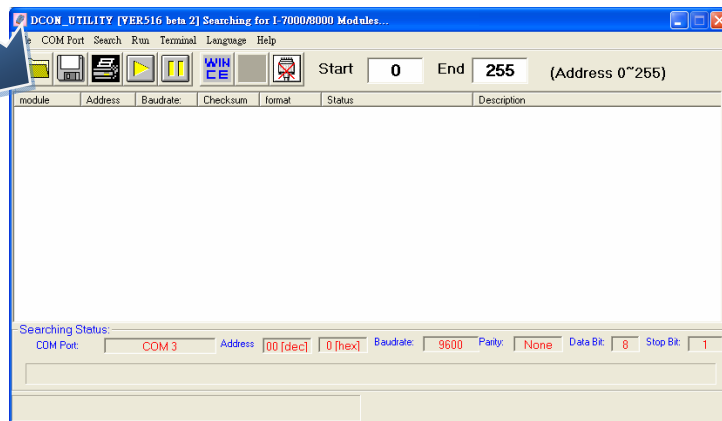 DCON_UTILITY [VER516 beta 2] Searching for I-7000/8000 Modules...
COM Port Search Run Terminal Language Help
WIN CE Start 0 End 255 (Address 0~255)
module Address Baudrate: Checksum format Status Description
Searching Status:
COM Port: COM 3 Address 00 [dec] 0 [hex] Baudrate: 9600 Parity: None Data Bit: 8 Stop Bit: 1